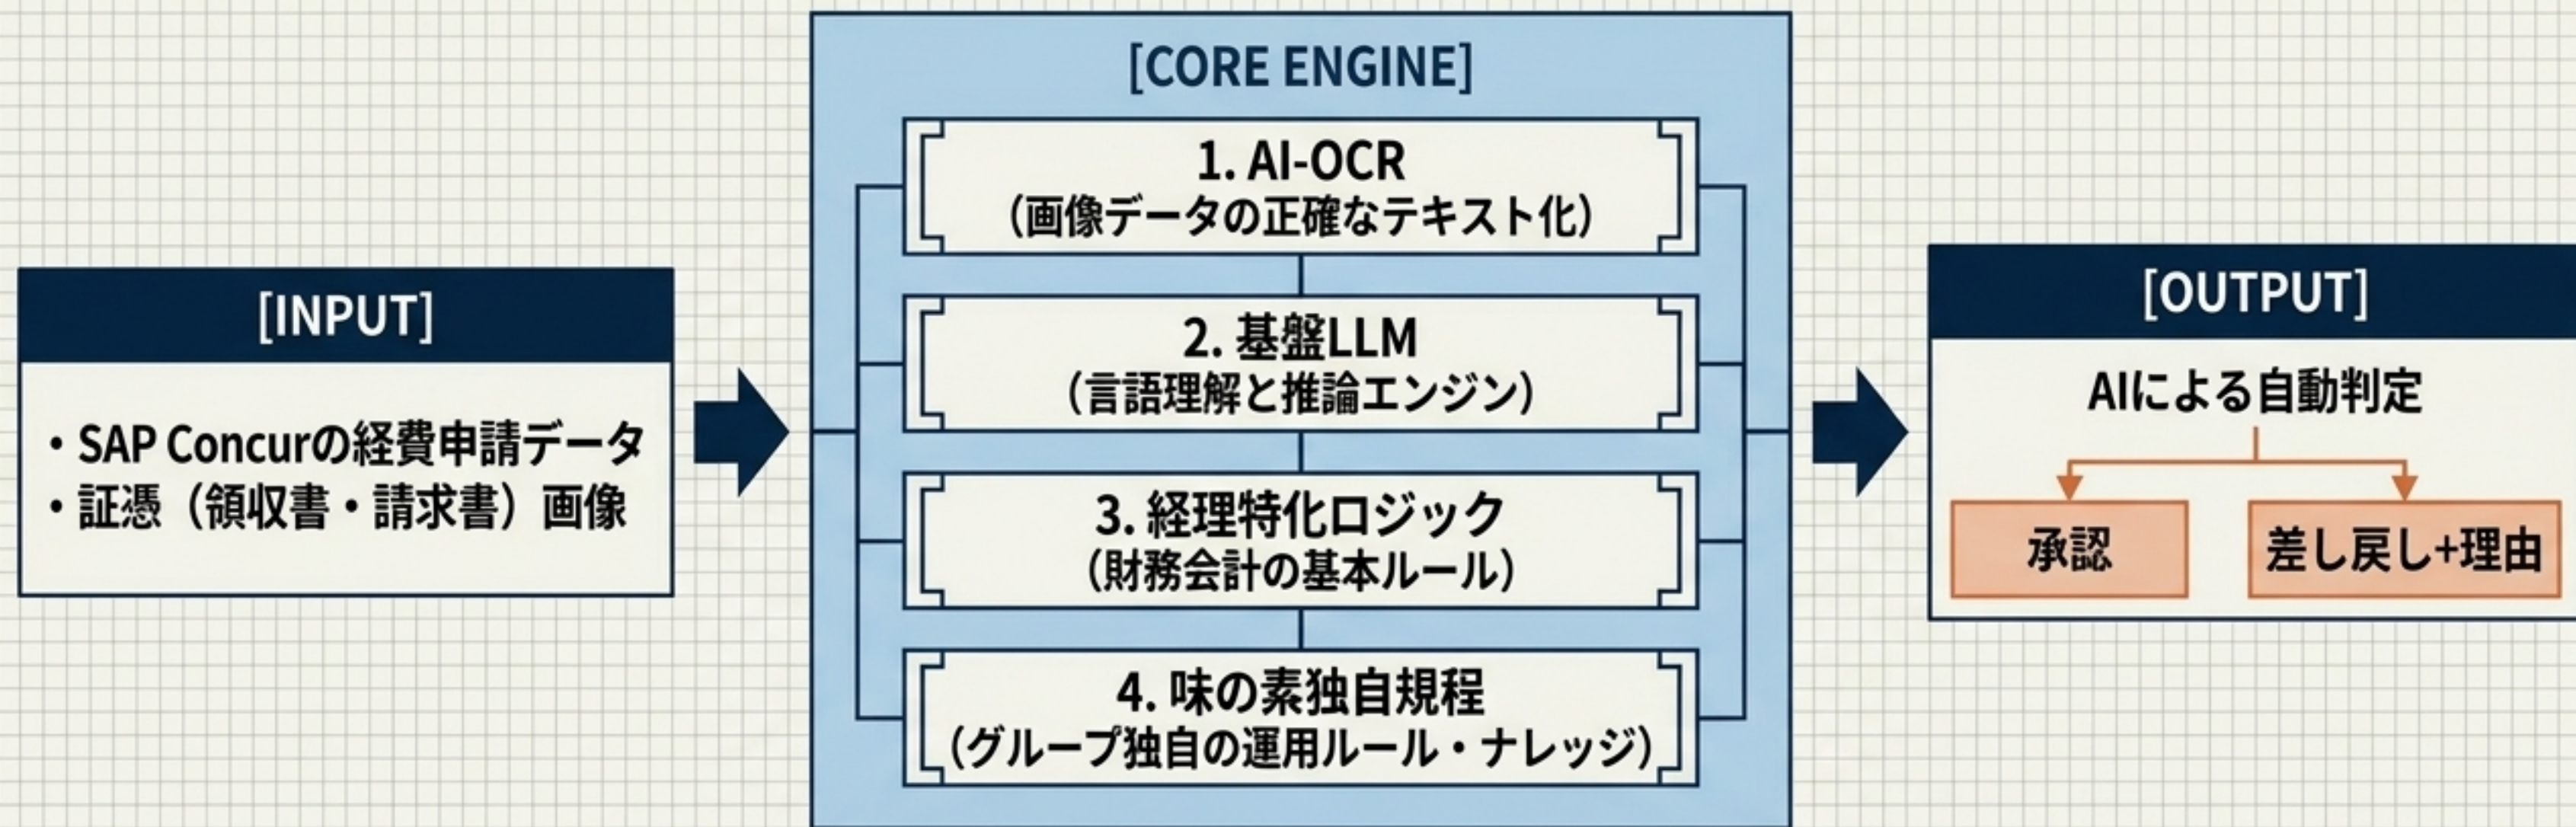 [INPUT]
・SAP Concurの経費申請データ
・証憑（領収書・請求書）画像
[CORE ENGINE]
1. AI-OCR
（画像データの正確なテキスト化）
2. 基盤LLM
（言語理解と推論エンジン）
3. 経理特化ロジック
（財務会計の基本ルール）
4. 味の素独自規程
（グループ独自の運用ルール・ナレッジ）
[OUTPUT]
AIによる自動判定
承認
差し戻し+理由